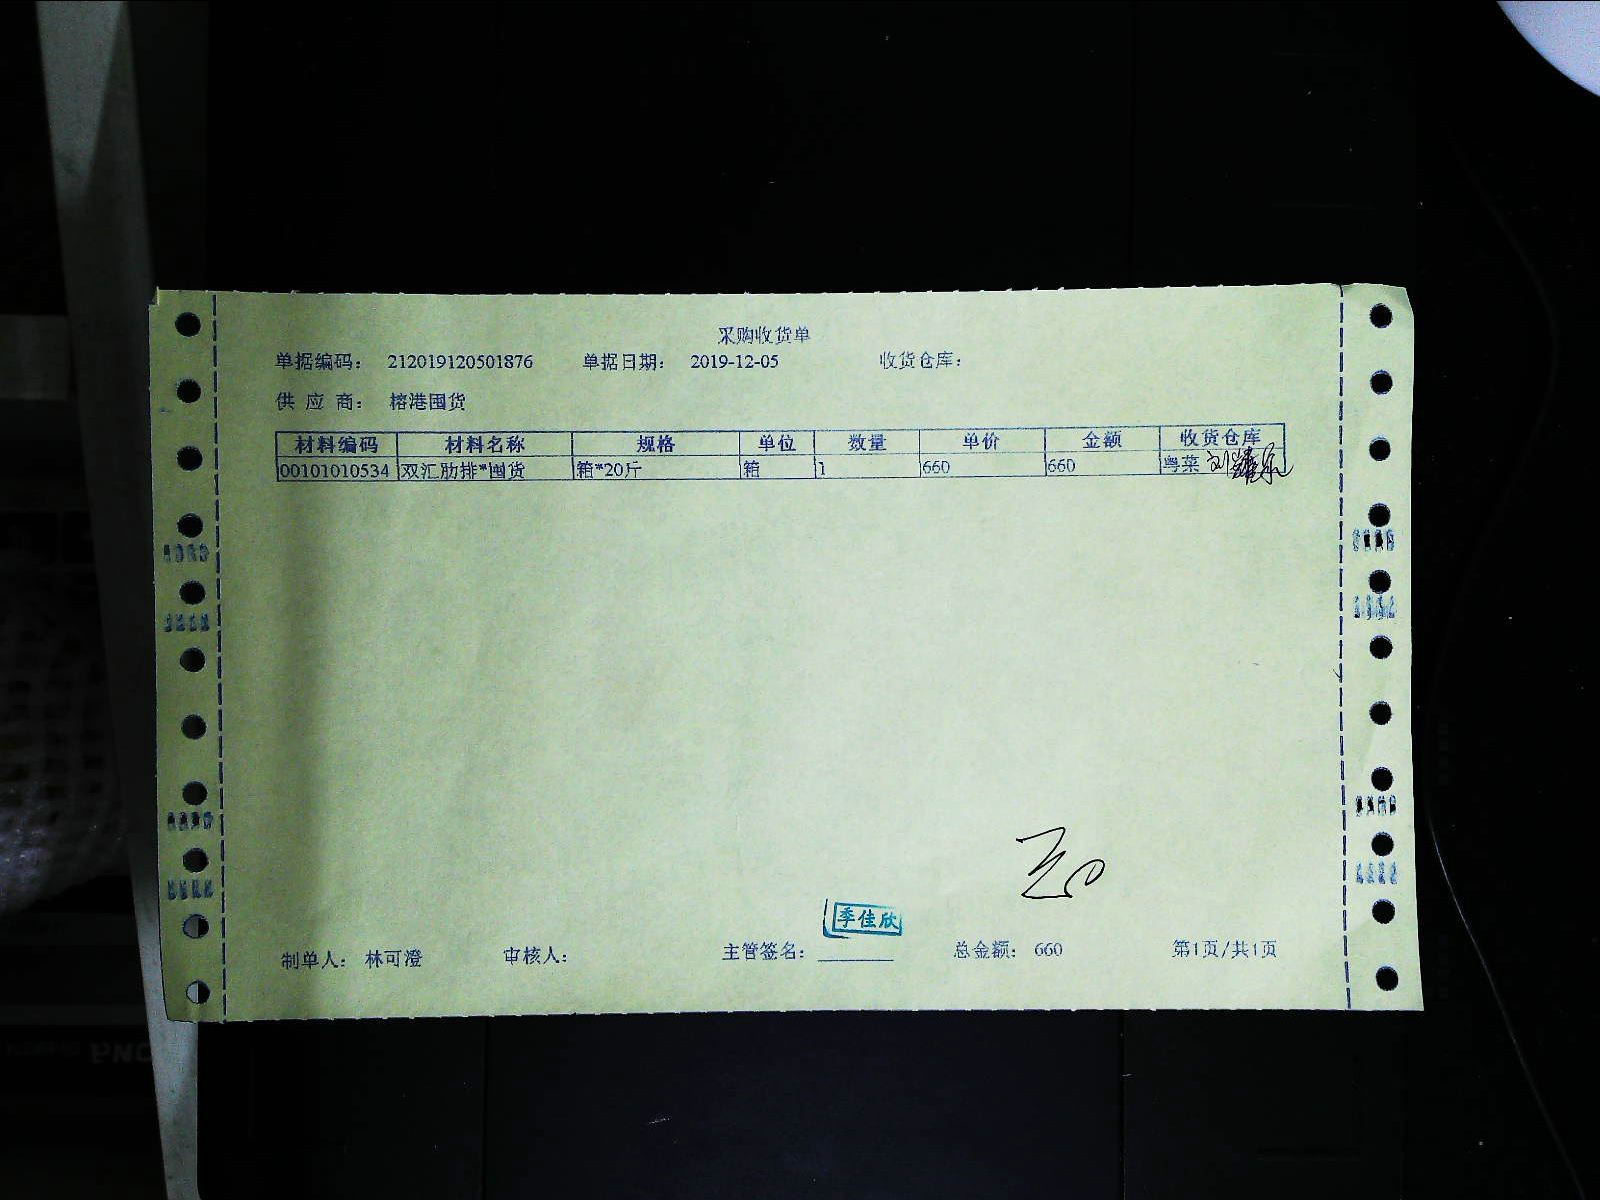 采购收货单
单据编码: 212019120501876 单据日期: 2019-12-05 收货仓库:
供 应 商: 榕港囤货
材料编码 材料名称 规格 单位 数量 单价 金额 收货仓库
00101010534 双汇肋排*囤货 箱*20斤 箱 1 660 660 粤菜
季佳欣
制单人: 林可澄 审核人: 主管签名: 总金额: 660 第1页/共1页